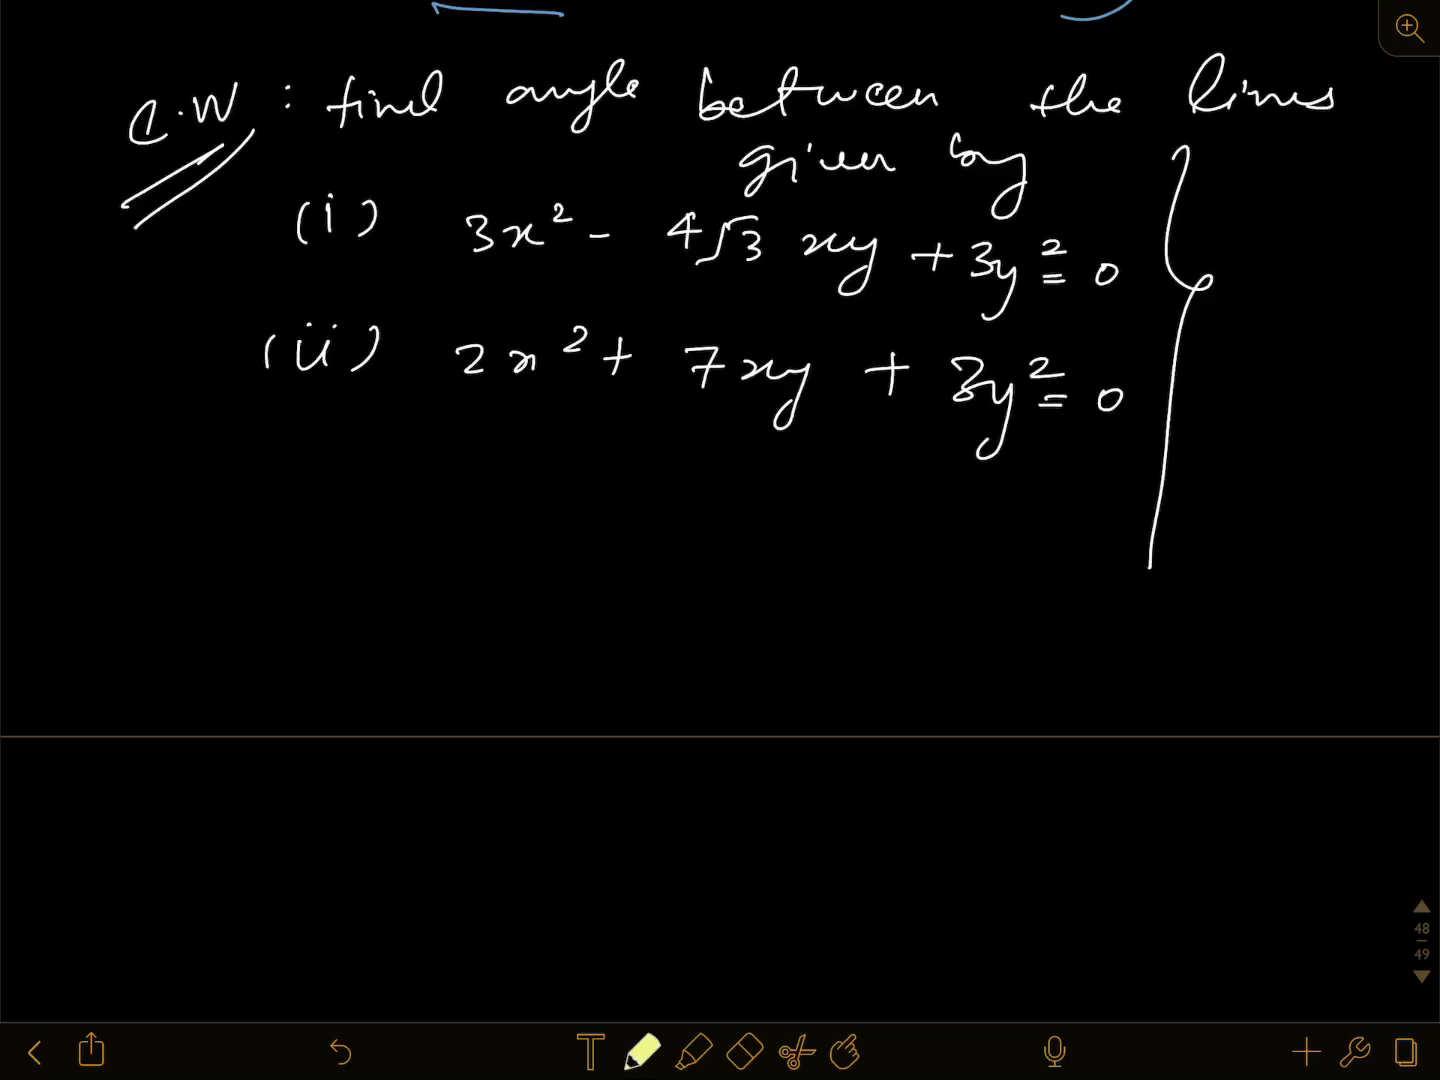 C.W : find angle between the lines
given by
(i) 3x² - 4√3 xy + 3y² = 0
(ii) 2x² + 7xy + 3y² = 0
48
49